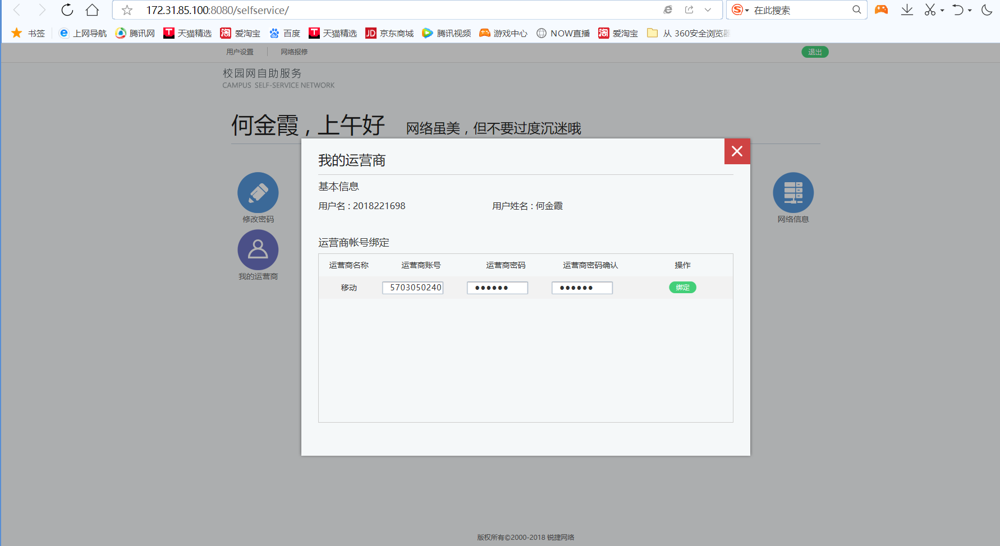 172.31.85.100:8080/selfservice/
在此搜索
书签 上网导航 腾讯网 天猫精选 爱淘宝 百度 天猫精选 京东商城 腾讯视频 游戏中心 NOW直播 爱淘宝 从 360安全浏览器
用户设置 网络报修 退出
校园网自助服务
CAMPUS SELF-SERVICE NETWORK
何金霞，上午好 网络虽美，但不要过度沉迷哦
我的运营商
基本信息
用户名 : 2018221698 用户姓名 : 何金霞
修改密码
网络信息
我的运营商
运营商帐号绑定
运营商名称 运营商账号 运营商密码 运营商密码确认 操作
移动 5703050240 ●●●●●● ●●●●●● 绑定
版权所有©2000-2018 锐捷网络